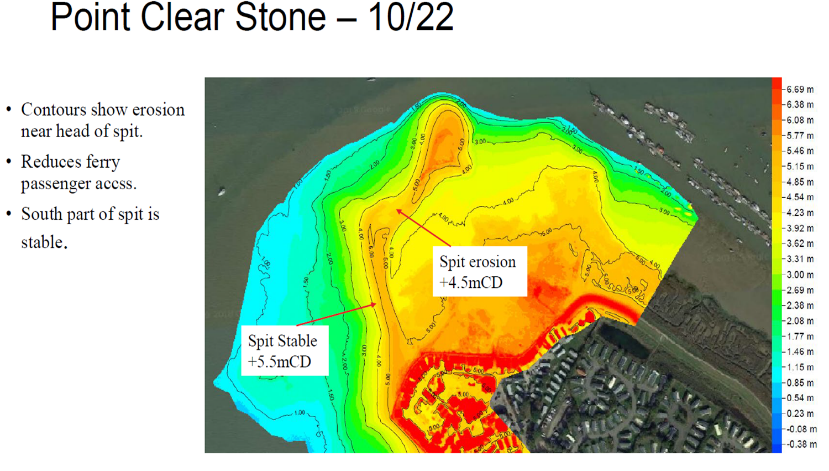 Point Clear Stone – 10/22
• Contours show erosion
near head of spit.
• Reduces ferry
passenger accss.
• South part of spit is
stable.
Spit erosion
+4.5mCD
Spit Stable
+5.5mCD
6.69 m
6.38 m
6.08 m
5.77 m
5.46 m
5.15 m
4.85 m
4.54 m
4.23 m
3.92 m
3.62 m
3.31 m
3.00 m
2.69 m
2.38 m
2.08 m
1.77 m
1.46 m
1.15 m
0.85 m
0.54 m
0.23 m
-0.08 m
-0.38 m